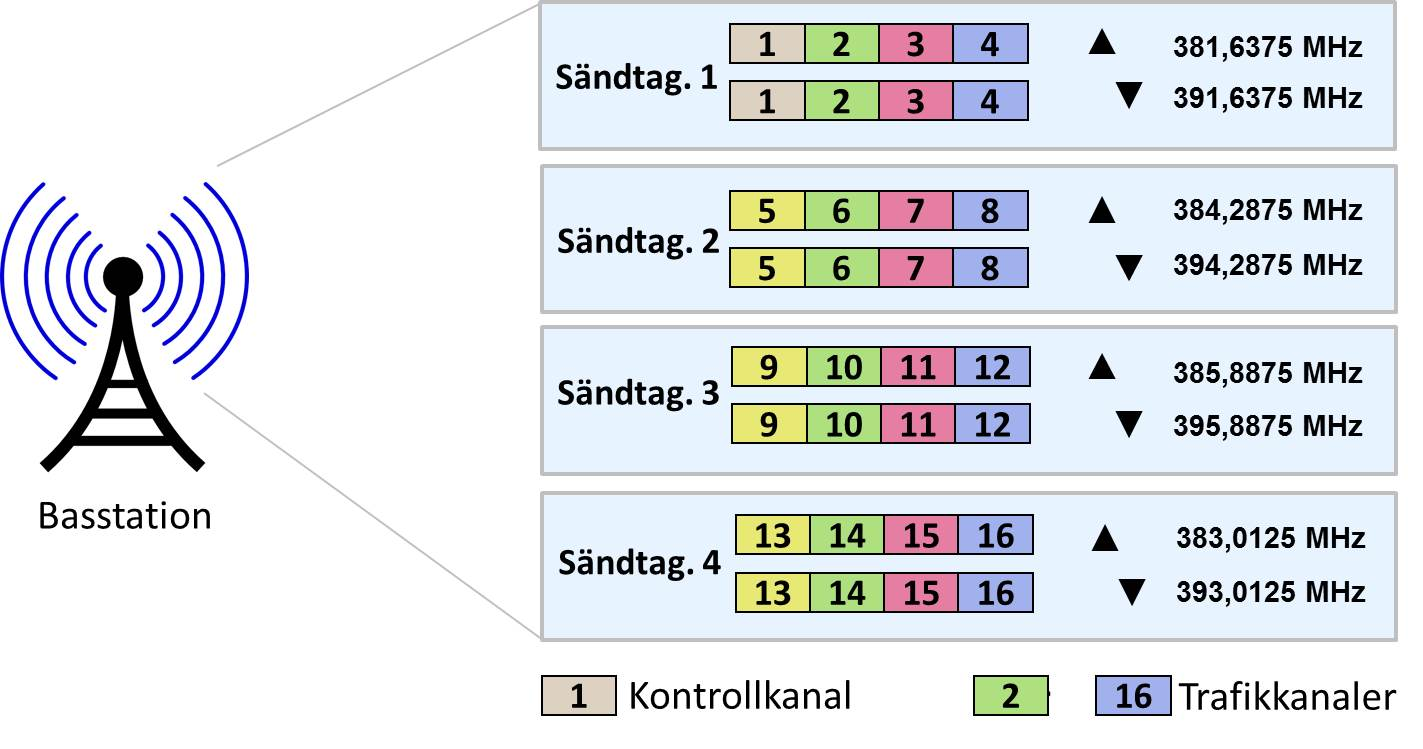 Sändtag. 1
1 2 3 4
▲ 381,6375 MHz
1 2 3 4
▼ 391,6375 MHz
Sändtag. 2
5 6 7 8
▲ 384,2875 MHz
5 6 7 8
▼ 394,2875 MHz
Sändtag. 3
9 10 11 12
▲ 385,8875 MHz
9 10 11 12
▼ 395,8875 MHz
Sändtag. 4
13 14 15 16
▲ 383,0125 MHz
13 14 15 16
▼ 393,0125 MHz
Basstation
1 Kontrollkanal
2 16 Trafikkanaler